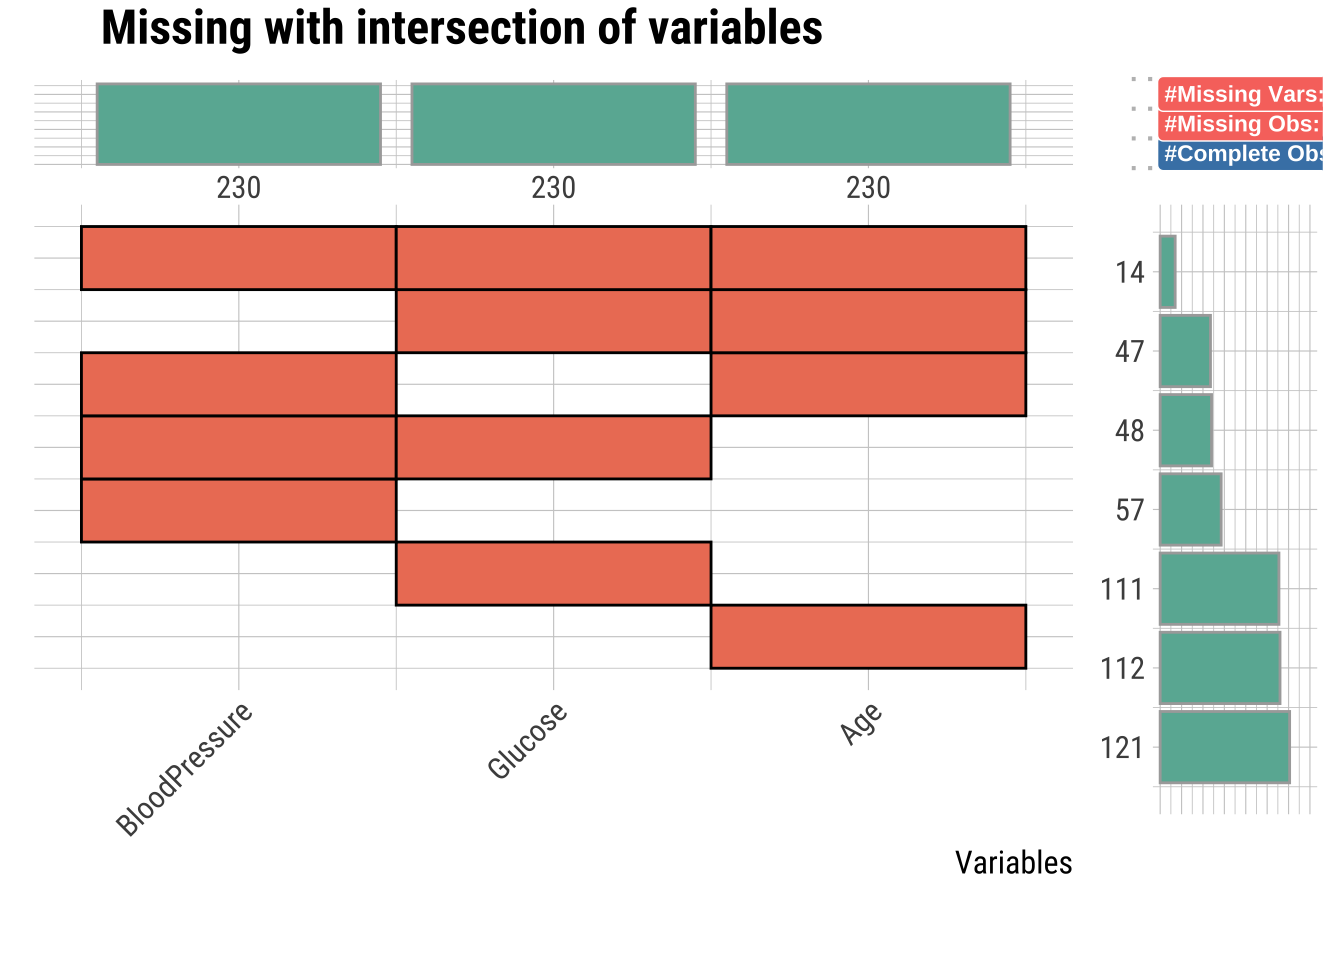 Missing with intersection of variables
#Missing Vars:
#Missing Obs:
#Complete Obs
230
230
230
14
47
48
57
111
112
121
BloodPressure
Glucose
Age
Variables